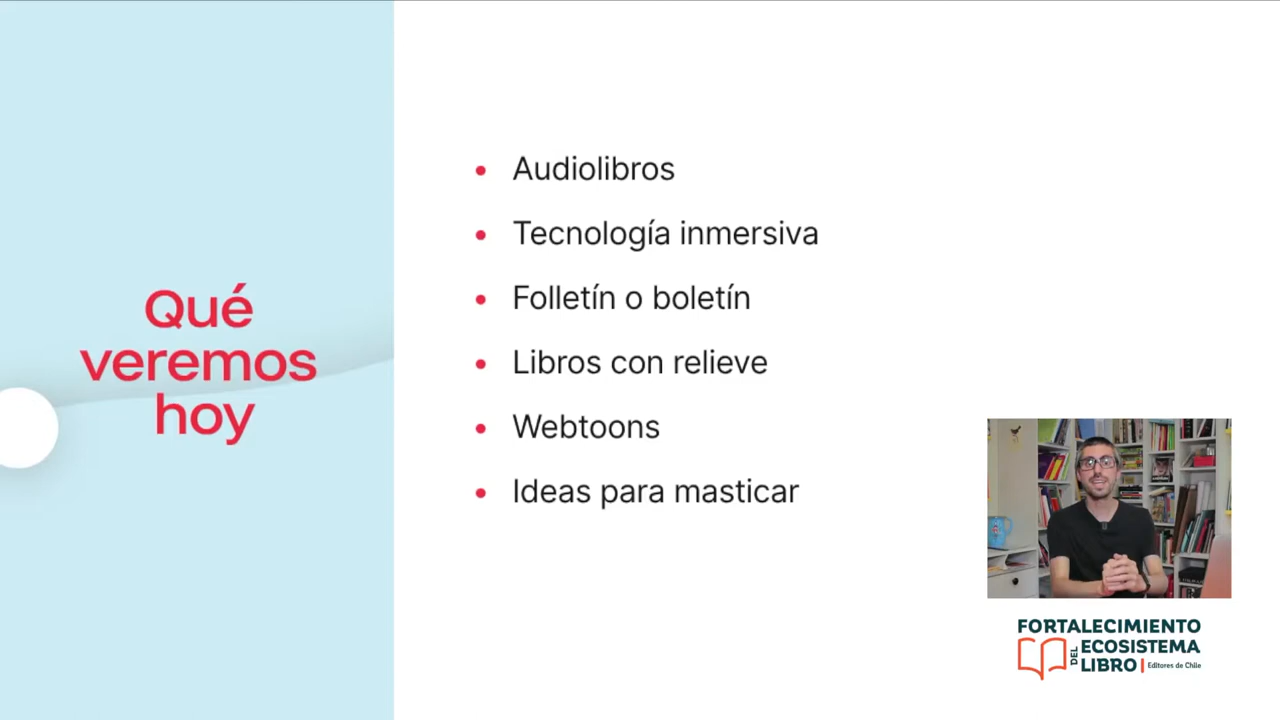 Qué
veremos
hoy
• Audiolibros
• Tecnología inmersiva
• Folletín o boletín
• Libros con relieve
• Webtoons
• Ideas para masticar
FORTALECIMIENTO
DEL ECOSISTEMA
LIBRO | Editores de Chile